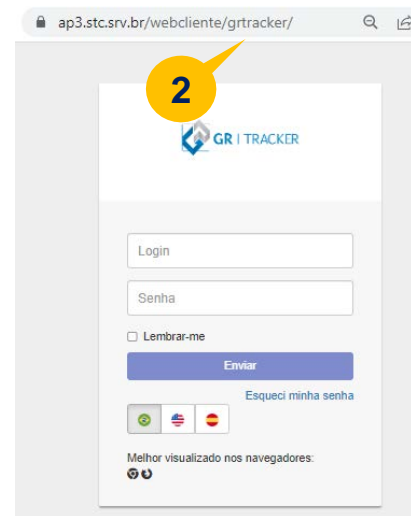 ap3.stc.srv.br/webcliente/grtracker/
2
GR | TRACKER
Login
Senha
Lembrar-me
Enviar
Esqueci minha senha
Melhor visualizado nos navegadores: